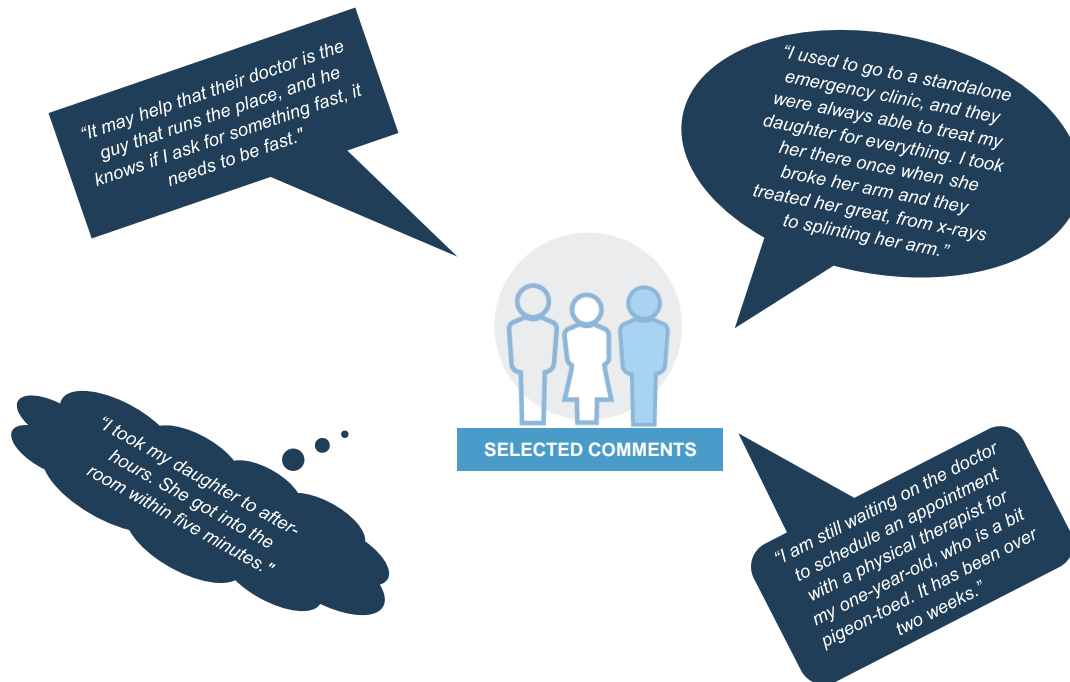 “It may help that their doctor is the
guy that runs the place, and he
knows if I ask for something fast, it
needs to be fast."
“I used to go to a standalone
emergency clinic, and they
were always able to treat my
daughter for everything. I took
her there once when she
broke her arm and they
treated her great, from x-rays
to splinting her arm.”
SELECTED COMMENTS
“I took my daughter to after-
hours. She got into the
room within five minutes. "
“I am still waiting on the doctor
to schedule an appointment
with a physical therapist for
my one-year-old, who is a bit
pigeon-toed. It has been over
two weeks.”